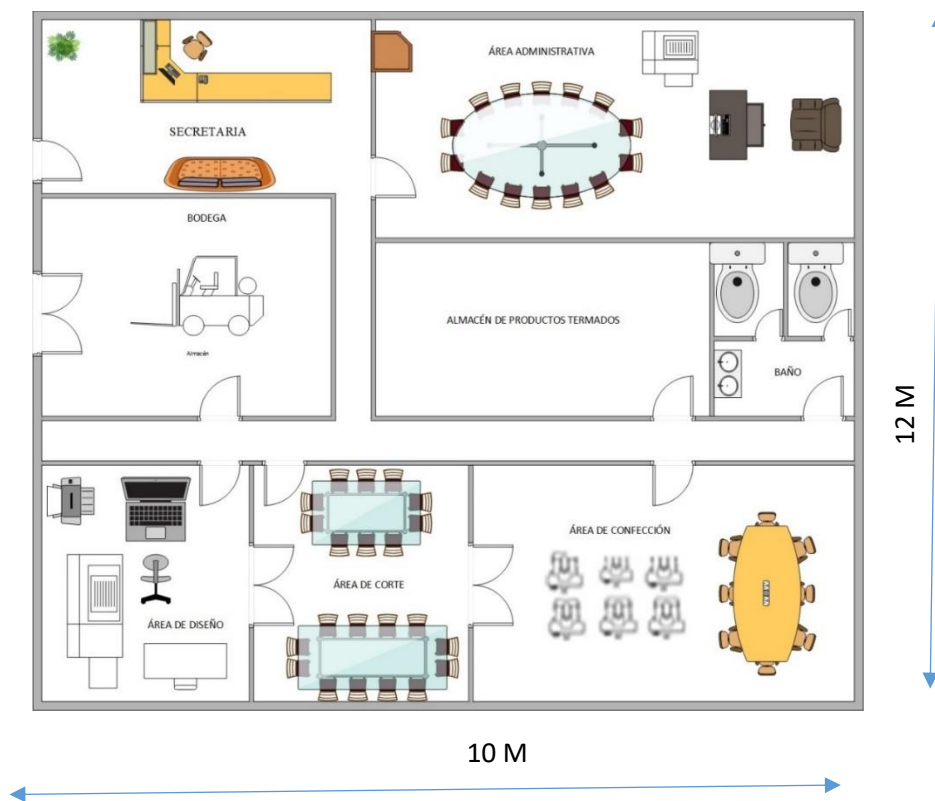 ÁREA ADMINISTRATIVA
SECRETARIA
BODEGA
ALMACÉN DE PRODUCTOS TERMADOS
Almacén
BAÑO
12 M
ÁREA DE CONFECCIÓN
ÁREA DE CORTE
ÁREA DE DISEÑO
10 M